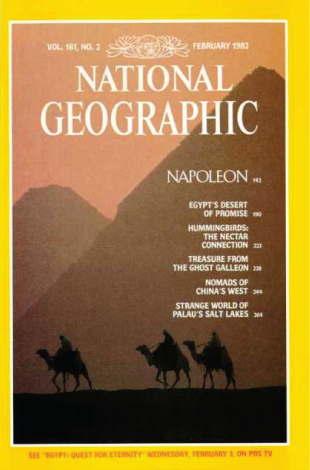 VOL. 161, NO. 2
FEBRUARY 1982
NATIONAL
GEOGRAPHIC
NAPOLEON 142
EGYPT'S DESERT
OF PROMISE 190
HUMMINGBIRDS:
THE NECTAR
CONNECTION 223
TREASURE FROM
THE GHOST GALLEON 228
NOMADS OF
CHINA'S WEST 244
STRANGE WORLD OF
PALAU'S SALT LAKES 264
SEE "EGYPT: QUEST FOR ETERNITY" WEDNESDAY, FEBRUARY 3, ON PBS TV